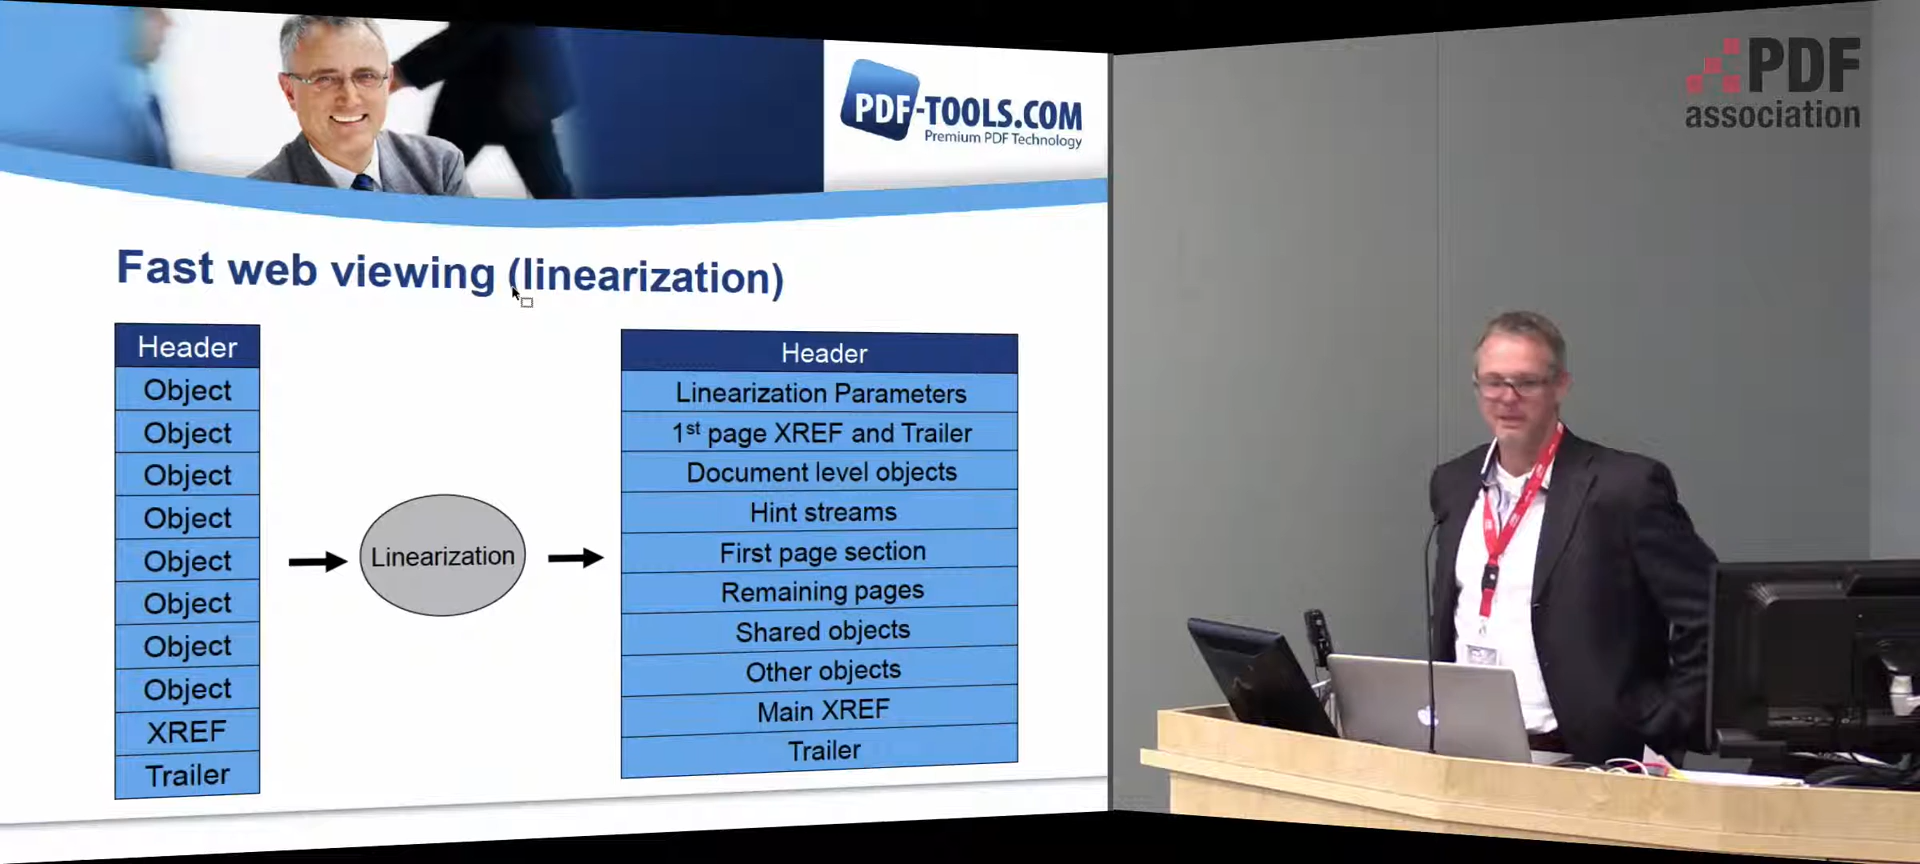 PDF-TOOLS.COM
Premium PDF Technology
PDF
association
Fast web viewing (linearization)
Header
Object
Object
Object
Object
Object
Object
Object
Object
XREF
Trailer
Linearization
Header
Linearization Parameters
1st page XREF and Trailer
Document level objects
Hint streams
First page section
Remaining pages
Shared objects
Other objects
Main XREF
Trailer